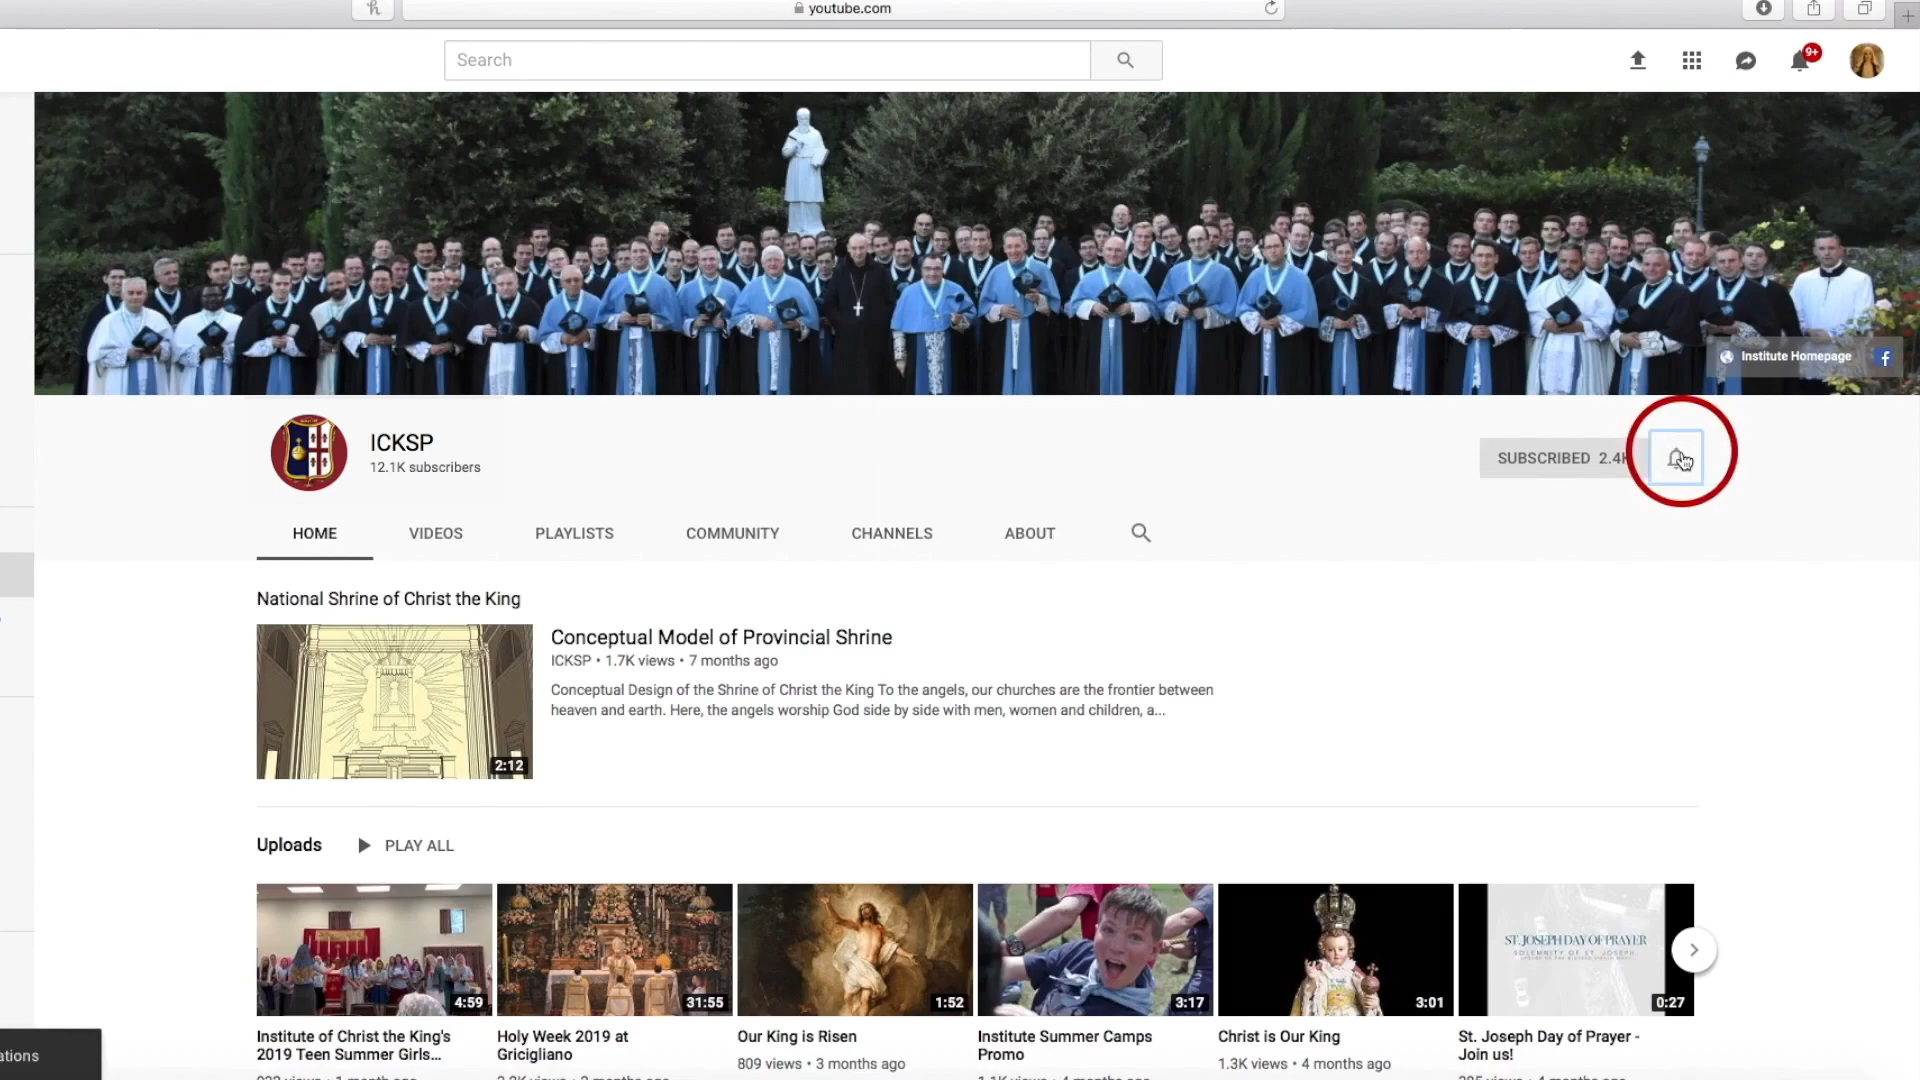 youtube.com
Search
9+
Institute Homepage
ICKSP
12.1K subscribers
SUBSCRIBED 2.4K
HOME VIDEOS PLAYLISTS COMMUNITY CHANNELS ABOUT
National Shrine of Christ the King
Conceptual Model of Provincial Shrine
ICKSP • 1.7K views • 7 months ago
Conceptual Design of the Shrine of Christ the King To the angels, our churches are the frontier between
heaven and earth. Here, the angels worship God side by side with men, women and children, a...
2:12
Uploads PLAY ALL
ST. JOSEPH DAY OF PRAYER
SOLEMNITY OF ST. JOSEPH
4:59
31:55
1:52
3:17
3:01
0:27
Institute of Christ the King's
2019 Teen Summer Girls...
Holy Week 2019 at
Gricigliano
Our King is Risen
809 views • 3 months ago
Institute Summer Camps
Promo
Christ is Our King
1.3K views • 4 months ago
St. Joseph Day of Prayer -
Join us!
ations